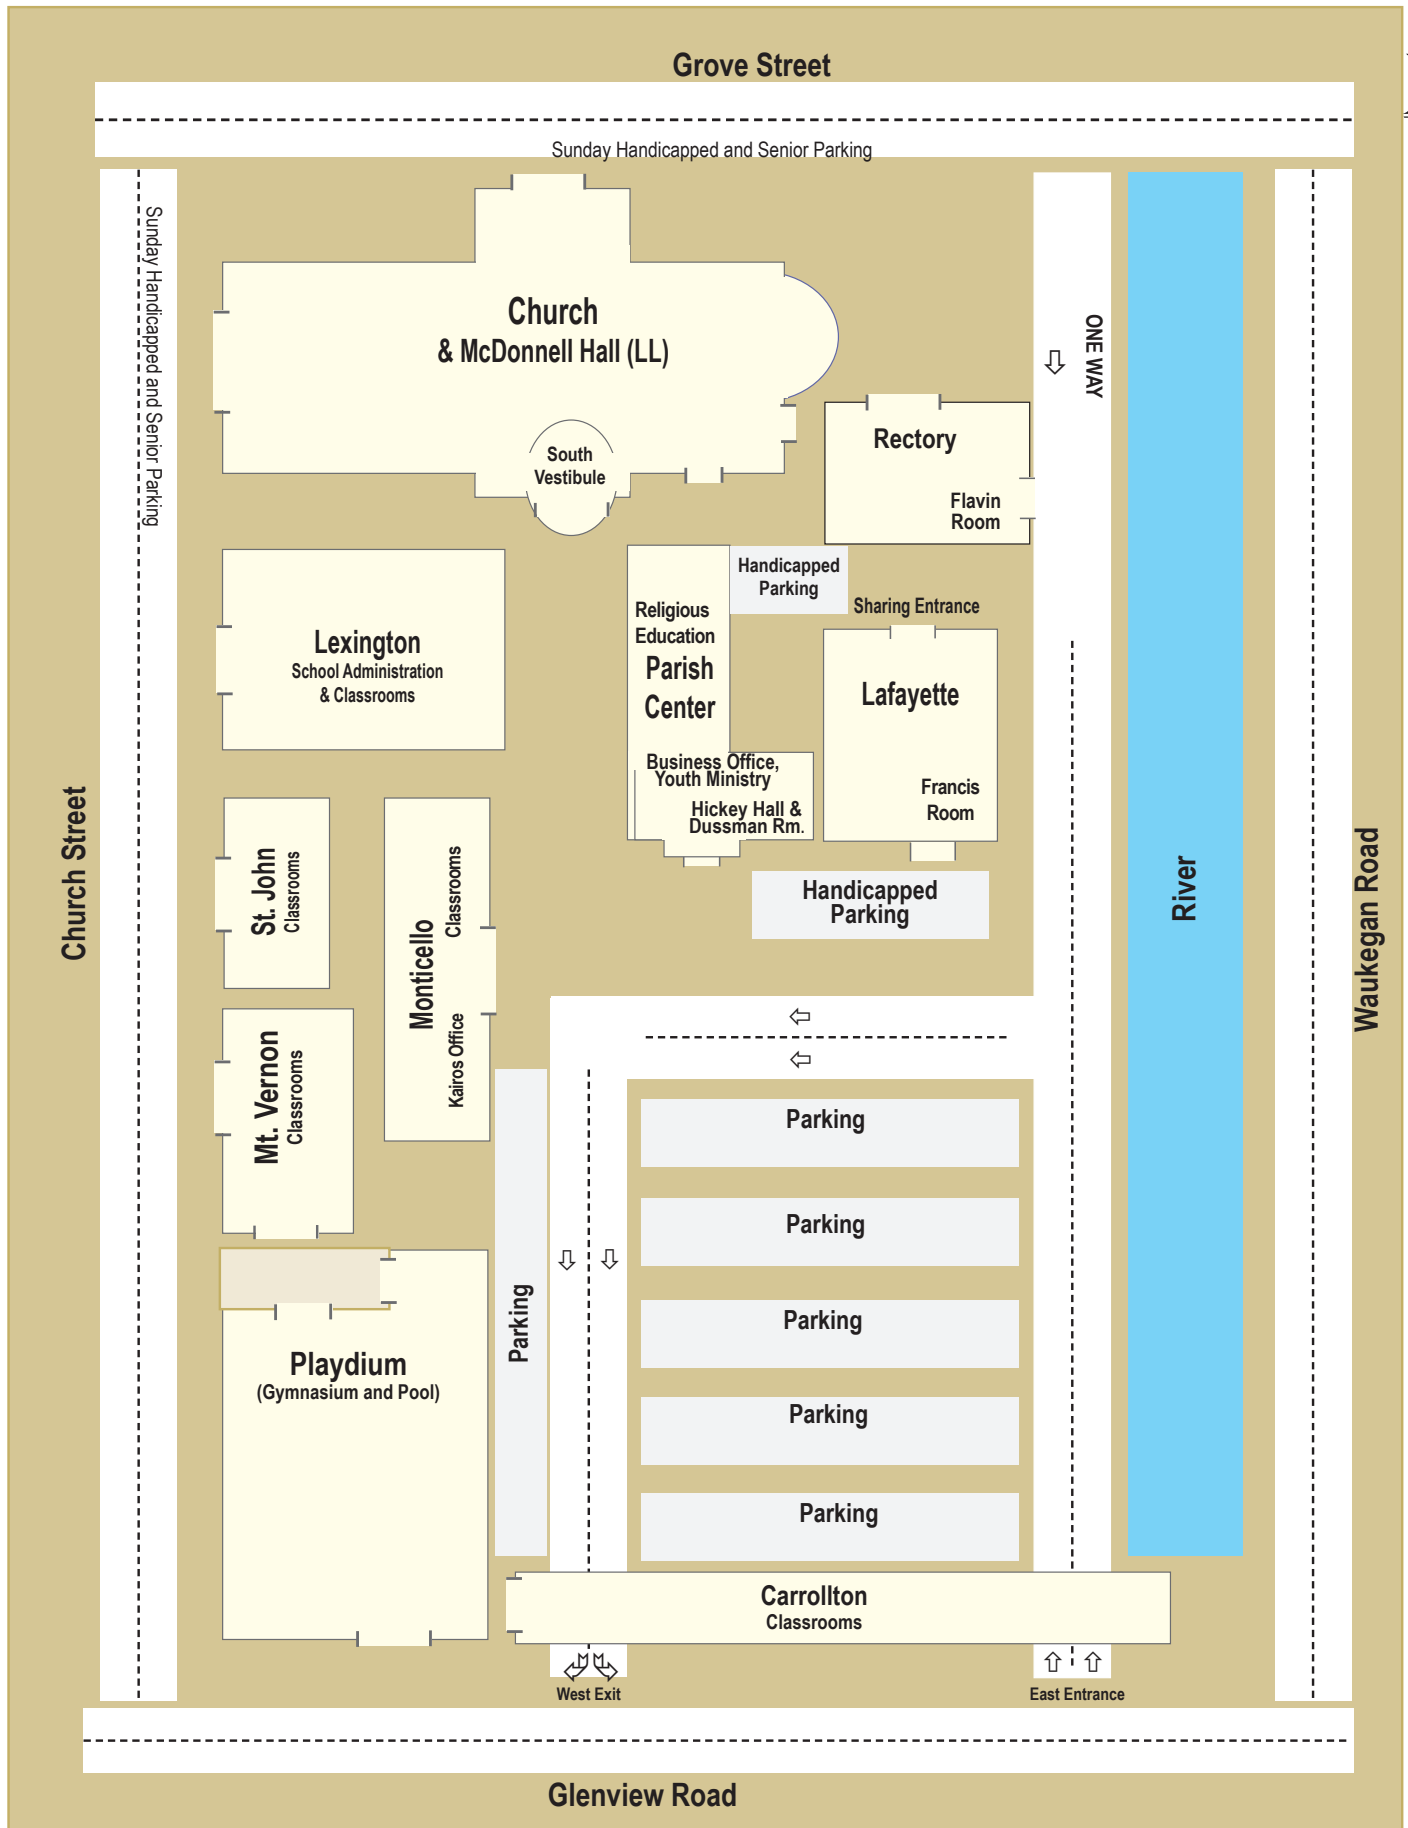 Grove Street
Sunday Handicapped and Senior Parking
Sunday Handicapped and Senior Parking
Church
& McDonnell Hall (LL)
ONE WAY
Rectory
South
Vestibule
Flavin
Room
Handicapped
Parking
Sharing Entrance
Religious
Education
Parish
Center
Lexington
School Administration
& Classrooms
Lafayette
Business Office,
Youth Ministry
Hickey Hall &
Dussman Rm.
Francis
Room
Church Street
St. John
Classrooms
Monticello
Classrooms
Kairos Office
Handicapped
Parking
River
Waukegan Road
Mt. Vernon
Classrooms
Parking
Parking
Parking
Parking
Playdium
(Gymnasium and Pool)
Parking
Parking
Carrollton
Classrooms
West Exit
East Entrance
Glenview Road